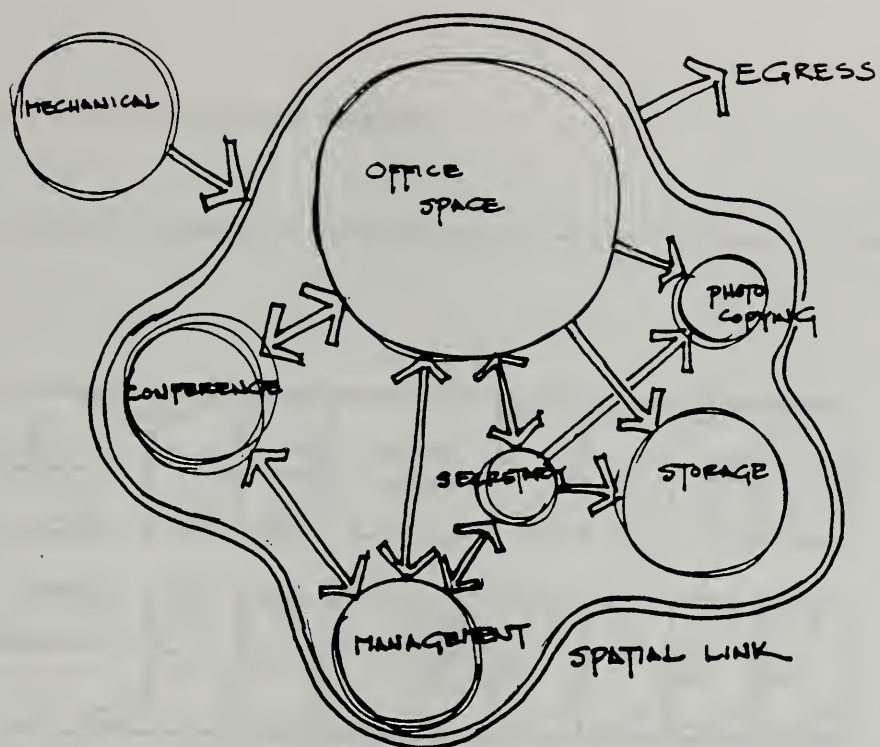 EGRESS
MECHANICAL
OFFICE
SPACE
PHOTO
COPYING
CONFERENCE
SECRETARY
STORAGE
MANAGEMENT
SPATIAL LINK